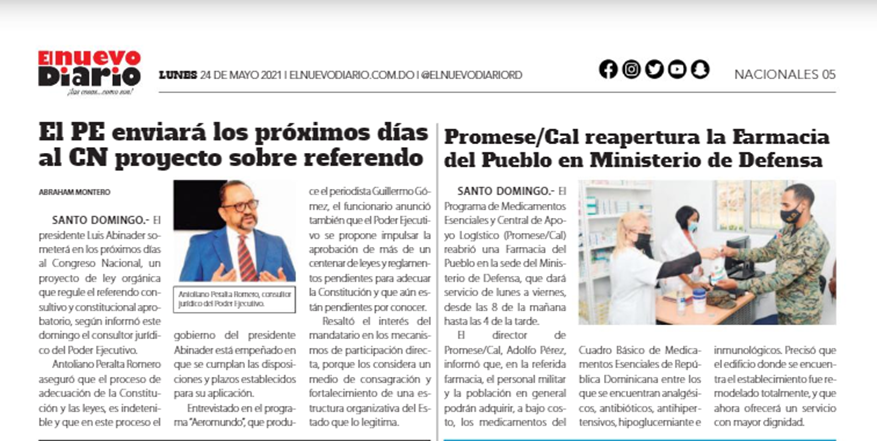 El nuevo
Diario
¡las cosas...como son!
LUNES 24 DE MAYO 2021 | ELNUEVODIARIO.COM.DO | @ELNUEVODIARIORD
NACIONALES 05
El PE enviará los próximos días
al CN proyecto sobre referendo
ABRAHAM MONTERO
SANTO DOMINGO.- El
presidente Luis Abinader so-
meterá en los próximos días
al Congreso Nacional, un
proyecto de ley orgánica
que regule el referendo con-
sultivo y constitucional apro-
batorio, según informó este
domingo el consultor jurídi-
co del Poder Ejecutivo.
Antoliano Peralta Romero
aseguró que el proceso de
adecuación de la Constitu-
ción y las leyes, es indeteni-
ble y que en este proceso el
Antoliano Peralta Romero, consultor
jurídico del Poder Ejecutivo.
gobierno del presidente
Abinader está empeñado en
que se cumplan las disposi-
ciones y plazos establecidos
para su aplicación.
Entrevistado en el progra-
ma "Aeromundo", que produ-
ce el periodista Guillermo Gó-
mez, el funcionario anunció
también que el Poder Ejecuti-
vo se propone impulsar la
aprobación de más de un
centenar de leyes y reglamen-
tos pendientes para adecuar
la Constitución y que aún es-
tán pendientes por conocer.
Resaltó el interés del
mandatario en los mecanis-
mos de participación direc-
ta, porque los considera un
medio de consagración y
fortalecimiento de una es-
tructura organizativa del Es-
tado que lo legitima.
Promese/Cal reapertura la Farmacia
del Pueblo en Ministerio de Defensa
SANTO DOMINGO.- El
Programa de Medicamentos
Esenciales y Central de Apo-
yo Logístico (Promese/Cal)
reabrió una Farmacia del
Pueblo en la sede del Minis-
terio de Defensa, que dará
servicio de lunes a viernes,
desde las 8 de la mañana
hasta las 4 de la tarde.
El director de
Promese/Cal, Adolfo Pérez,
informó que, en la referida
farmacia, el personal militar
y la población en general
podrán adquirir, a bajo cos-
to, los medicamentos del
Cuadro Básico de Medica-
mentos Esenciales de Repú-
blica Dominicana entre los
que se encuentran analgési-
cos, antibióticos, antihiper-
tensivos, hipoglucemiante e
inmunológicos. Precisó que
el edificio donde se encuen-
tra el establecimiento fue re-
modelado totalmente, y que
ahora ofrecerá un servicio
con mayor dignidad.